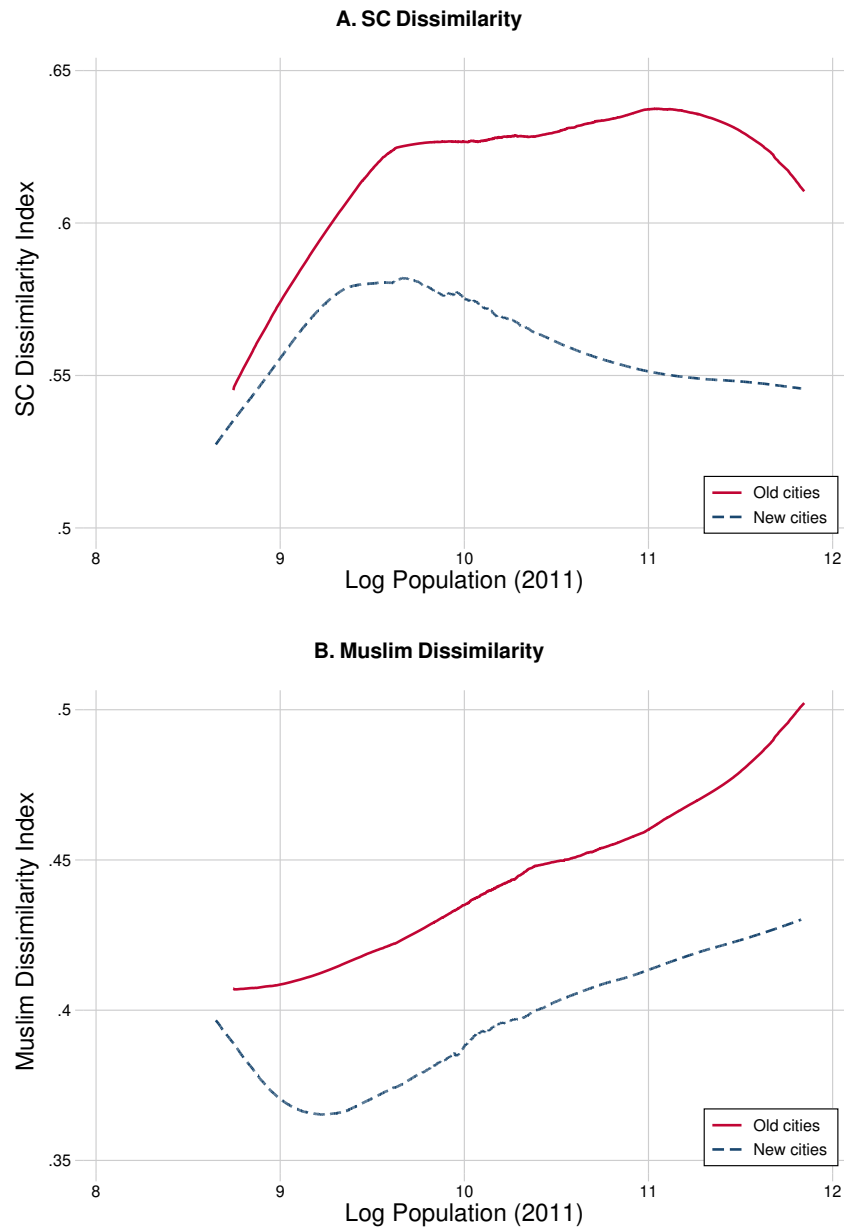 A. SC Dissimilarity
.65
.6
.55
.5
SC Dissimilarity Index
Old cities
New cities
8 9 10 11 12
Log Population (2011)
B. Muslim Dissimilarity
.5
.45
.4
.35
Muslim Dissimilarity Index
Old cities
New cities
8 9 10 11 12
Log Population (2011)